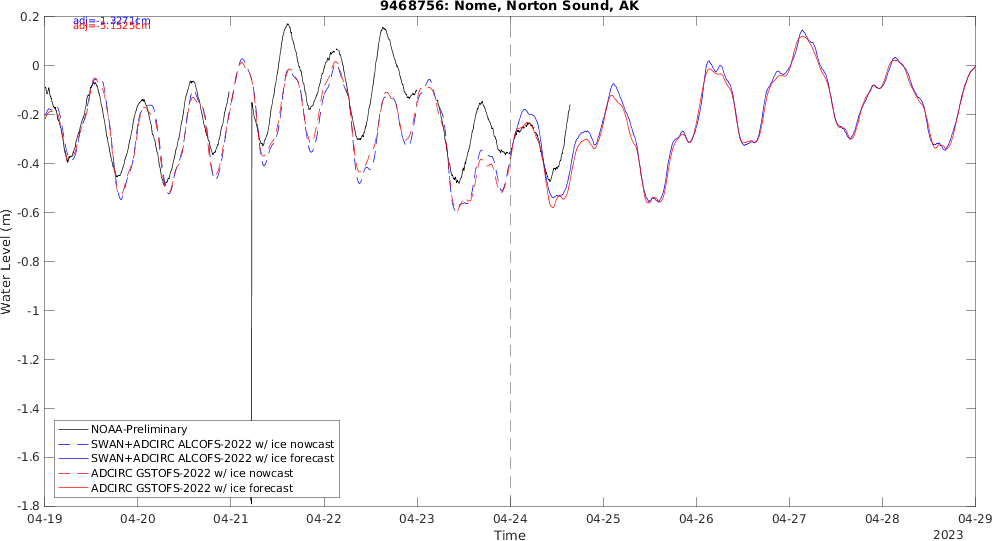 9468756: Nome, Norton Sound, AK
adj=-1.3271cm
adj=-5.1525cm
0.2
0
-0.2
-0.4
-0.6
-0.8
-1
-1.2
-1.4
-1.6
-1.8
Water Level (m)
NOAA-Preliminary
SWAN+ADCIRC ALCOFS-2022 w/ ice nowcast
SWAN+ADCIRC ALCOFS-2022 w/ ice forecast
ADCIRC GSTOFS-2022 w/ ice nowcast
ADCIRC GSTOFS-2022 w/ ice forecast
04-19 04-20 04-21 04-22 04-23 04-24 04-25 04-26 04-27 04-28 04-29
Time
2023